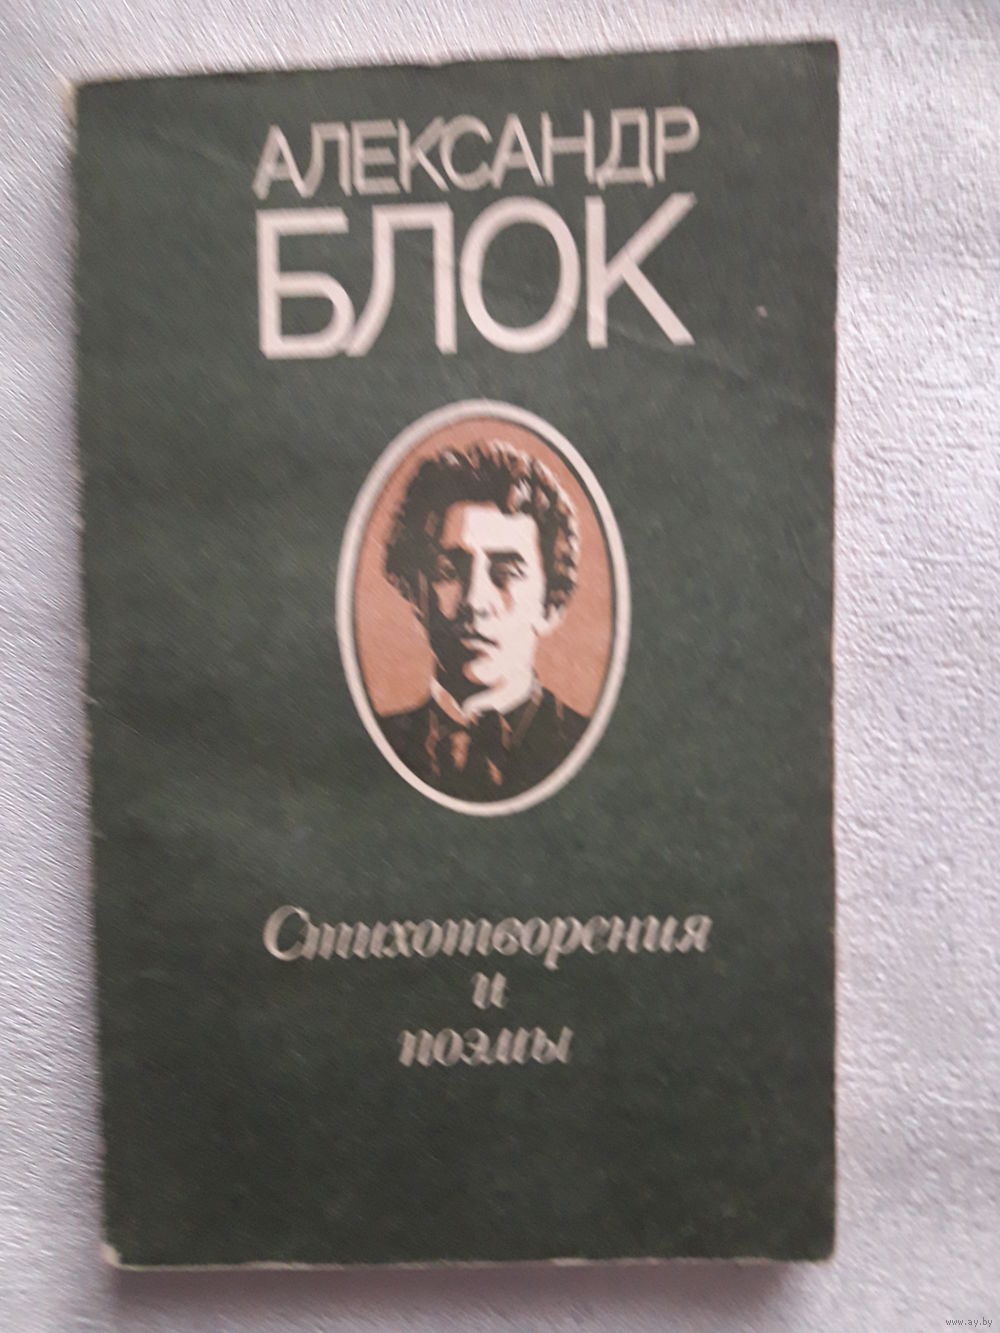 АЛЕКСАНДР
БЛОК
Стихотворения
и
поэмы
www.ay.by